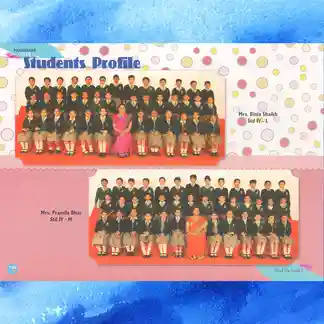 Students Profile
Mrs. Binia Shaikh
Std IV - L
Mrs. Pramila Bhat
Std IV - M